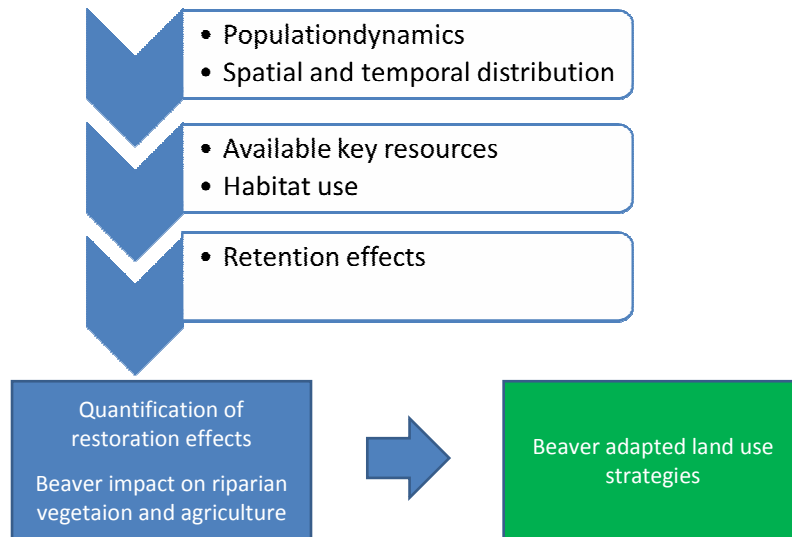 • Populationdynamics
• Spatial and temporal distribution
• Available key resources
• Habitat use
• Retention effects
Quantification of
restoration effects
Beaver impact on riparian
vegetaion and agriculture
Beaver adapted land use
strategies